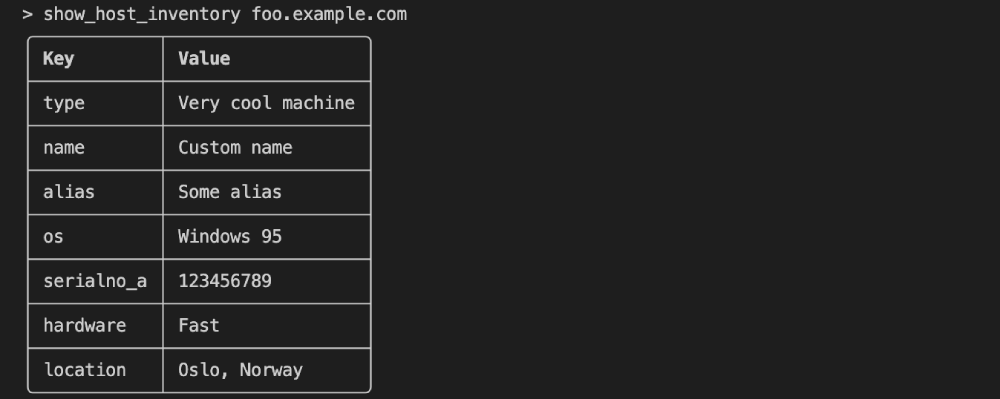 > show_host_inventory foo.example.com
Key Value
type Very cool machine
name Custom name
alias Some alias
os Windows 95
serialno_a 123456789
hardware Fast
location Oslo, Norway